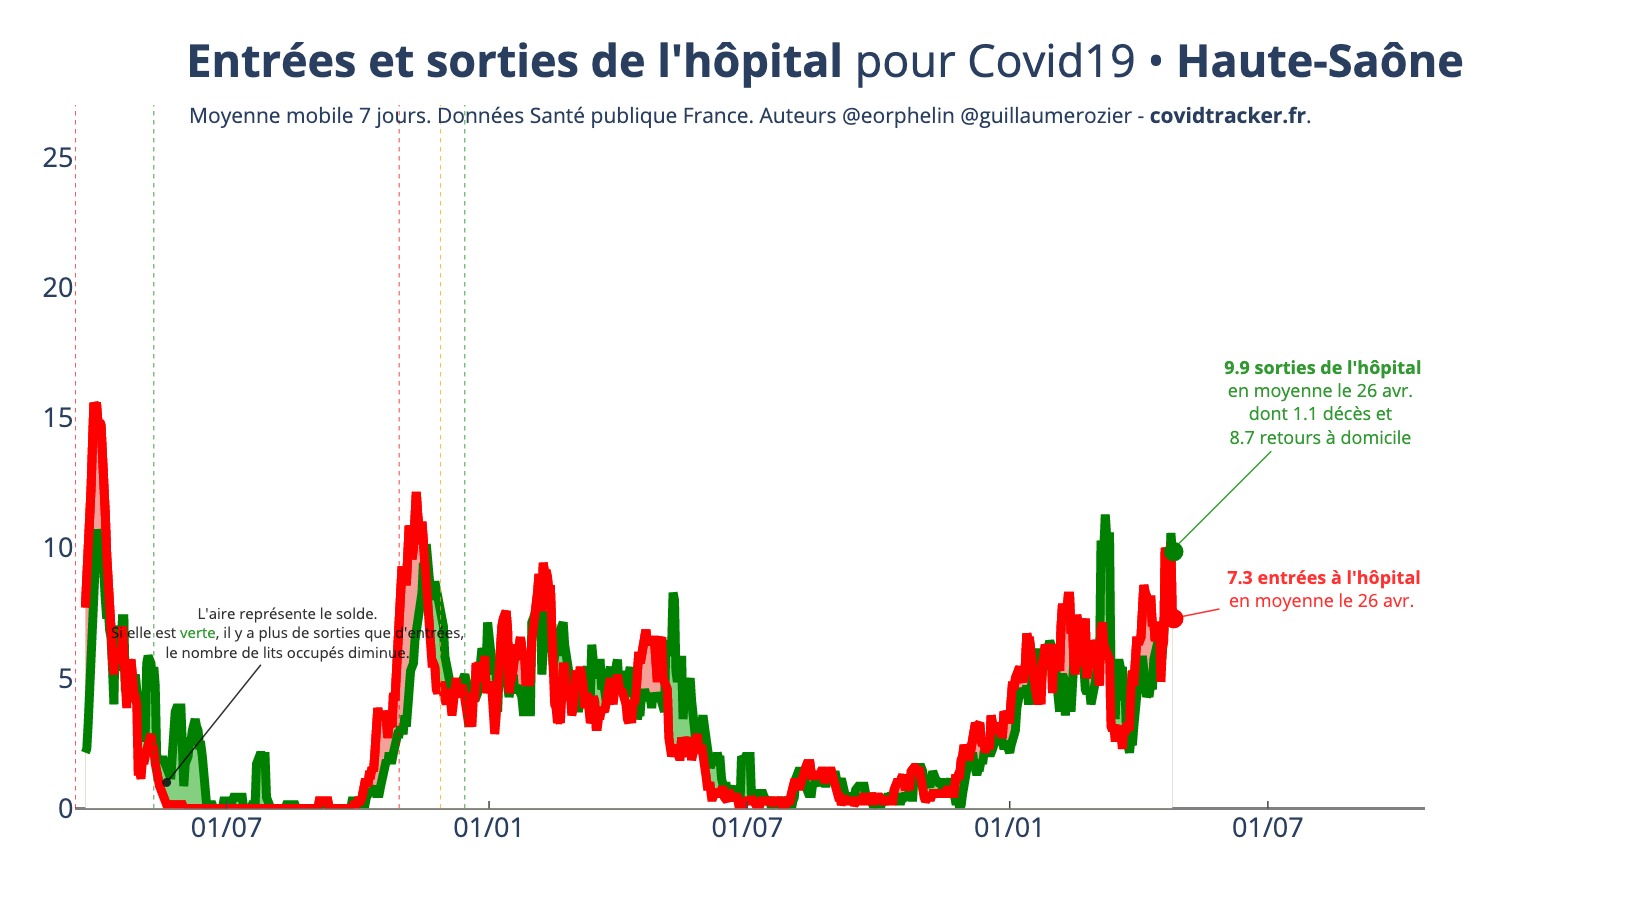 Entrées et sorties de l'hôpital pour Covid19 • Haute-Saône
Moyenne mobile 7 jours. Données Santé publique France. Auteurs @eorphelin @guillaumerozier - covidtracker.fr.
25
20
15
10
5
0
9.9 sorties de l'hôpital
en moyenne le 26 avr.
dont 1.1 décès et
8.7 retours à domicile
7.3 entrées à l'hôpital
en moyenne le 26 avr.
L'aire représente le solde.
Si elle est verte, il y a plus de sorties que d'entrées,
le nombre de lits occupés diminue.
01/07 01/01 01/07 01/01 01/07